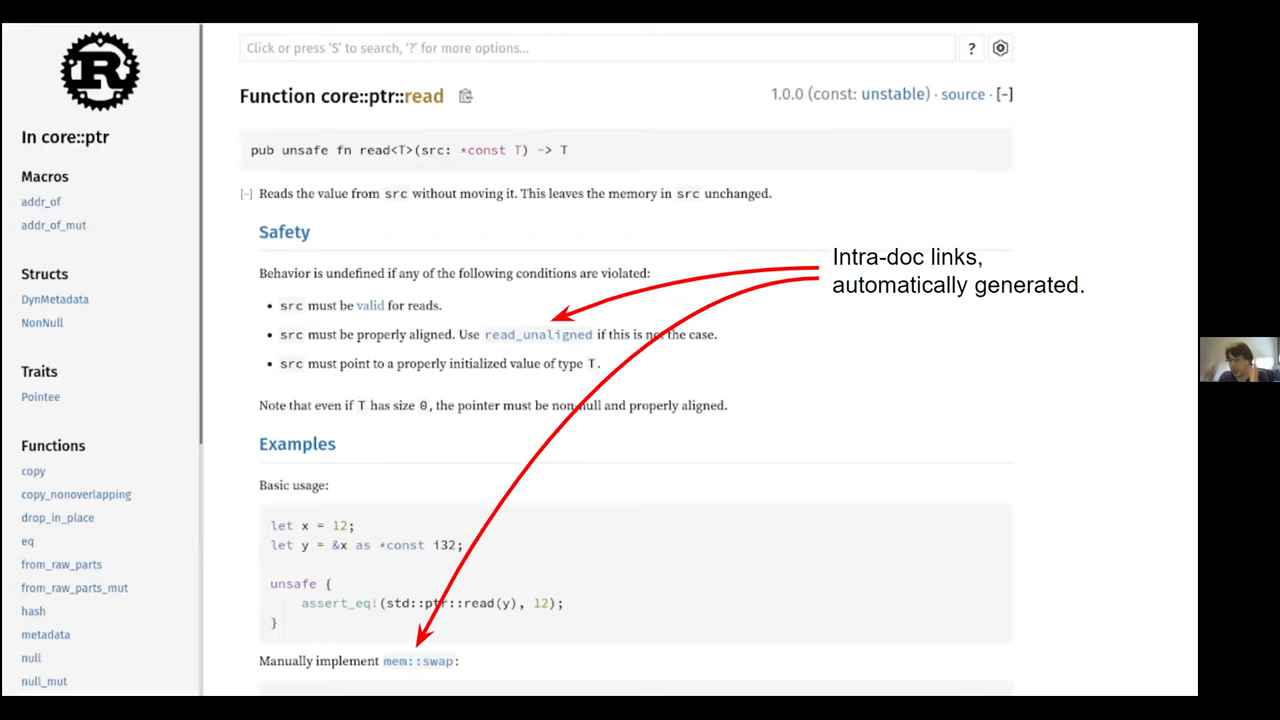 R
In core::ptr
Macros
addr_of
addr_of_mut
Structs
DynMetadata
NonNull
Traits
Pointee
Functions
copy
copy_nonoverlapping
drop_in_place
eq
from_raw_parts
from_raw_parts_mut
hash
metadata
null
null_mut
Click or press 'S' to search, '?' for more options...
?
Function core::ptr::read
1.0.0 (const: unstable) · source · [-]
pub unsafe fn read<T>(src: *const T) -> T
[-] Reads the value from src without moving it. This leaves the memory in src unchanged.
Safety
Behavior is undefined if any of the following conditions are violated:
• src must be valid for reads.
• src must be properly aligned. Use read_unaligned if this is not the case.
• src must point to a properly initialized value of type T.
Note that even if T has size 0, the pointer must be non-null and properly aligned.
Examples
Basic usage:
let x = 12;
let y = &x as *const i32;
unsafe {
assert_eq!(std::ptr::read(y), 12);
}
Manually implement mem::swap:
Intra-doc links,
automatically generated.